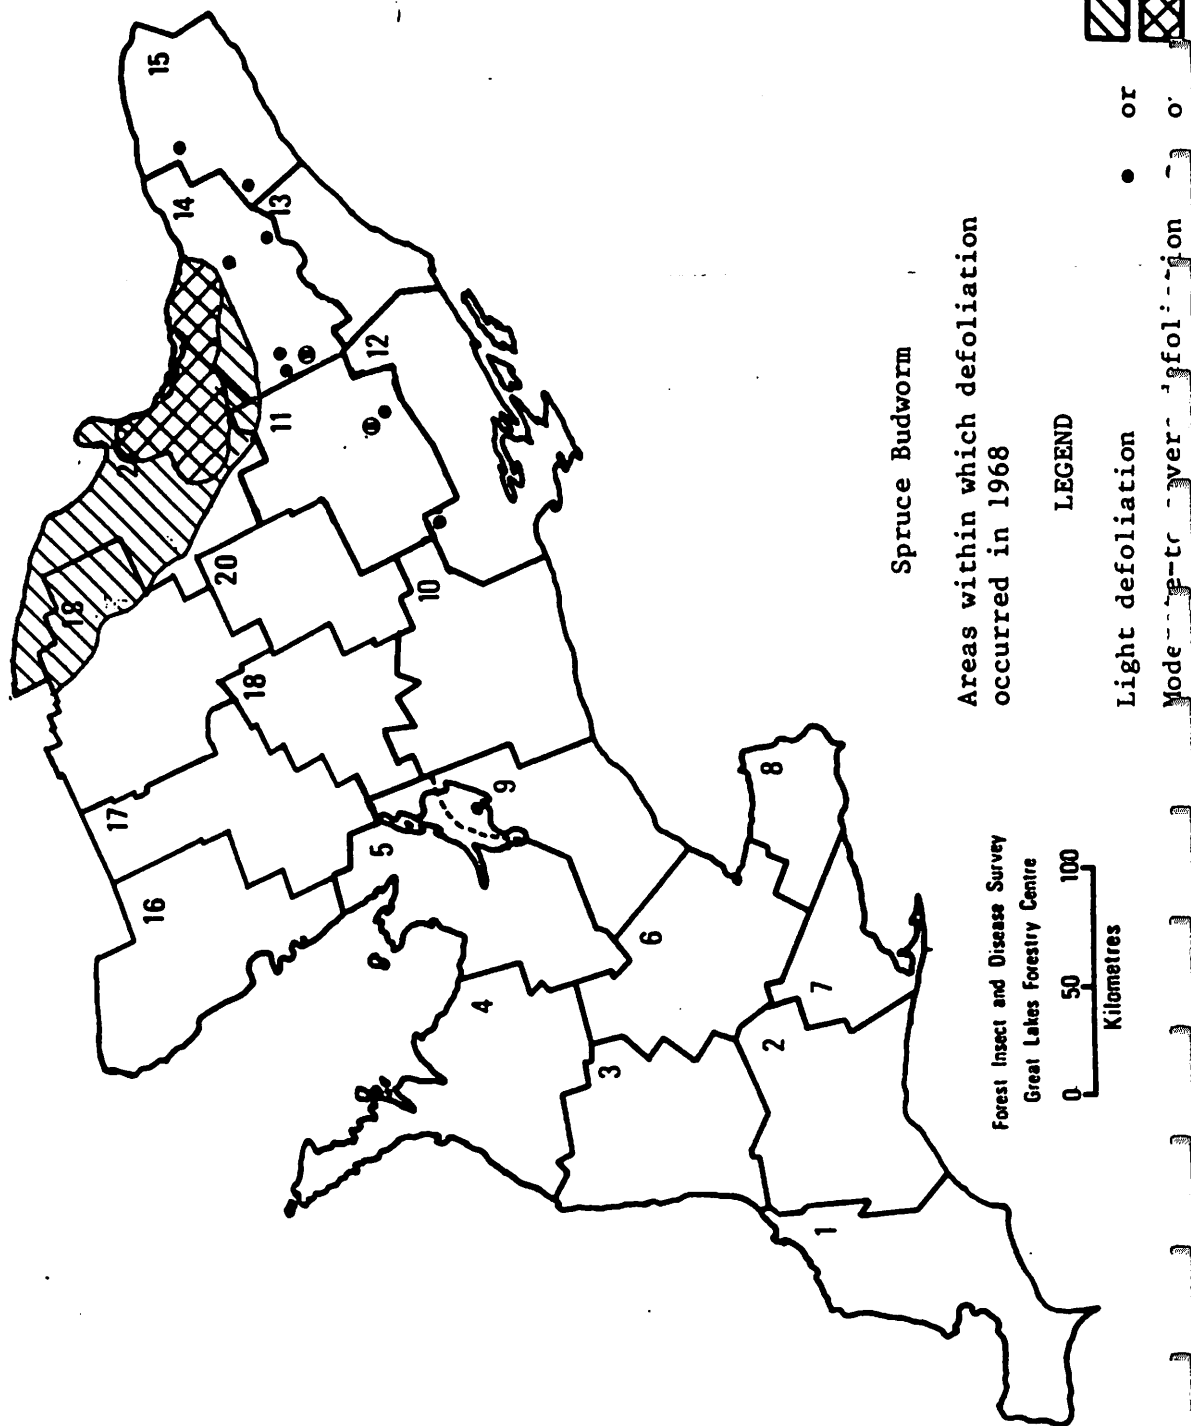 Spruce Budworm
Areas within which defoliation
occurred in 1968
LEGEND
Light defoliation ● or
or
Forest Insect and Disease Survey
Great Lakes Forestry Centre
0 50 100
Kilometres
1
2
3
4
5
6
7
8
9
10
11
12
13
14
15
16
17
18
18
20